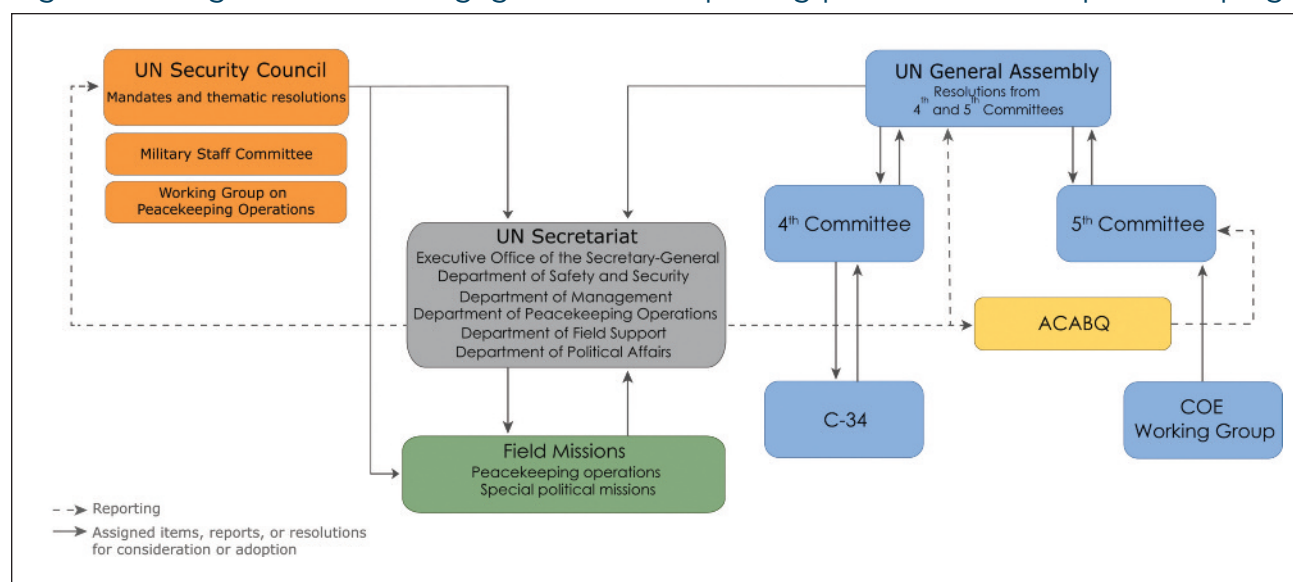 UN Security Council
Mandates and thematic resolutions
Military Staff Committee
Working Group on
Peacekeeping Operations
UN General Assembly
Resolutions from
4th and 5th Committees
4th Committee
5th Committee
UN Secretariat
Executive Office of the Secretary-General
Department of Safety and Security
Department of Management
Department of Peacekeeping Operations
Department of Field Support
Department of Political Affairs
ACABQ
C-34
COE
Working Group
Field Missions
Peacekeeping operations
Special political missions
Reporting
Assigned items, reports, or resolutions
for consideration or adoption